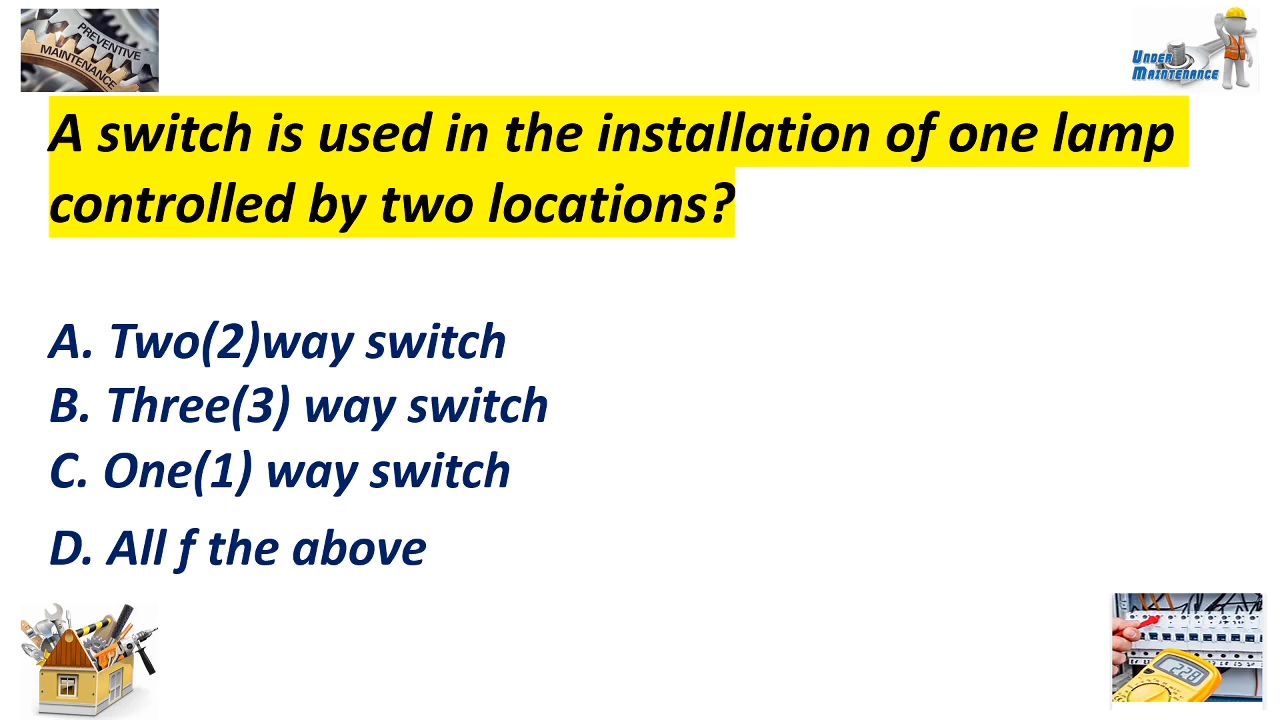 PREVENTIVE
MAINTENANCE
UNDER
MAINTENANCE
A switch is used in the installation of one lamp
controlled by two locations?
A. Two(2)way switch
B. Three(3) way switch
C. One(1) way switch
D. All f the above
228